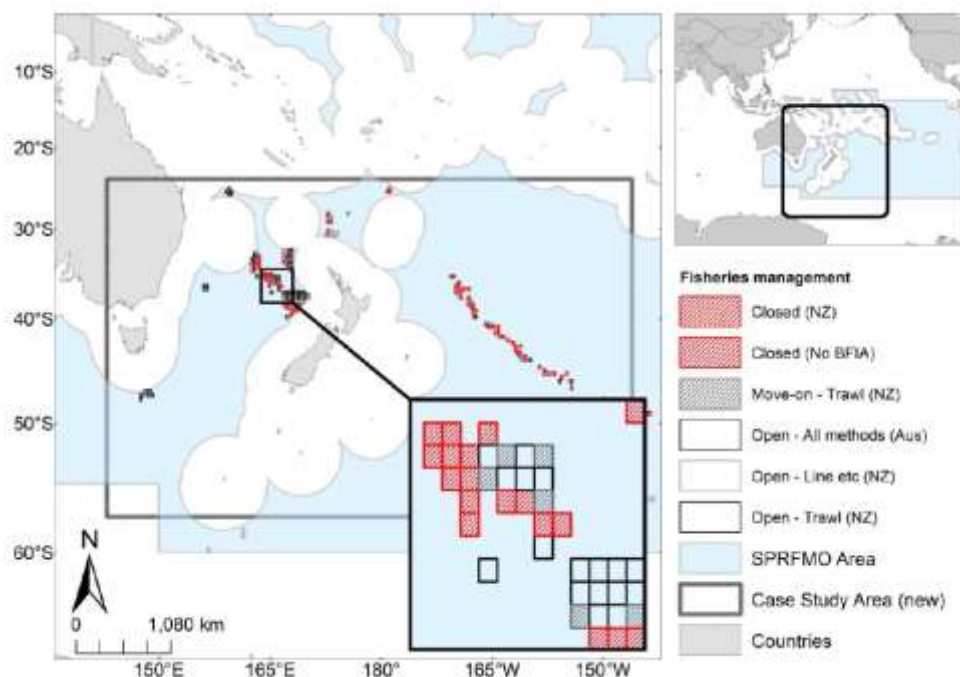 10°S
20°S
30°S
40°S
50°S
60°S
N
0 1,080 km
150°E 165°E 180° 165°W 150°W
Fisheries management
Closed (NZ)
Closed (No BFIA)
Move-on - Trawl (NZ)
Open - All methods (Aus)
Open - Line etc (NZ)
Open - Trawl (NZ)
SPRFMO Area
Case Study Area (new)
Countries